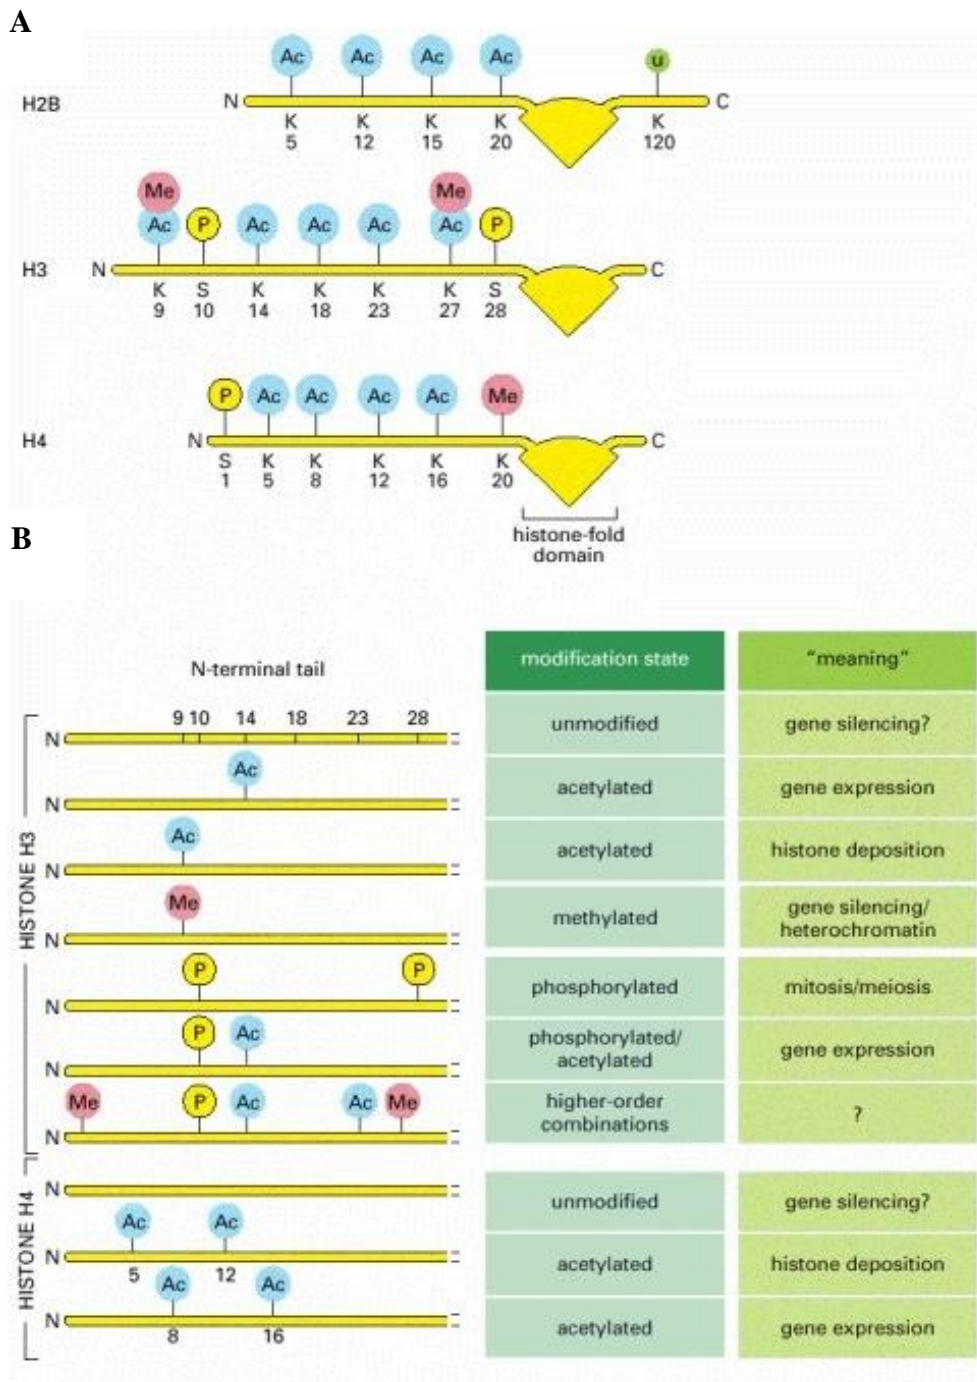 A
Ac Ac Ac Ac u
H2B N C
K K K K K
5 12 15 20 120
Me Me
Ac P Ac Ac Ac Ac P
H3 N C
K S K K K K S
9 10 14 18 23 27 28
P Ac Ac Ac Ac Me
H4 N C
S K K K K K
1 5 8 12 16 20
histone-fold
domain
B
N-terminal tail
modification state
"meaning"
HISTONE H3
9 10 14 18 23 28
N
unmodified
gene silencing?
Ac
N
acetylated
gene expression
Ac
N
acetylated
histone deposition
Me
N
methylated
gene silencing/
heterochromatin
P P
N
phosphorylated
mitosis/meiosis
P Ac
N
phosphorylated/
acetylated
gene expression
Me P Ac Ac Me
N
higher-order
combinations
?
HISTONE H4
N
unmodified
gene silencing?
Ac Ac
N
5 12
acetylated
histone deposition
Ac Ac
N
8 16
acetylated
gene expression